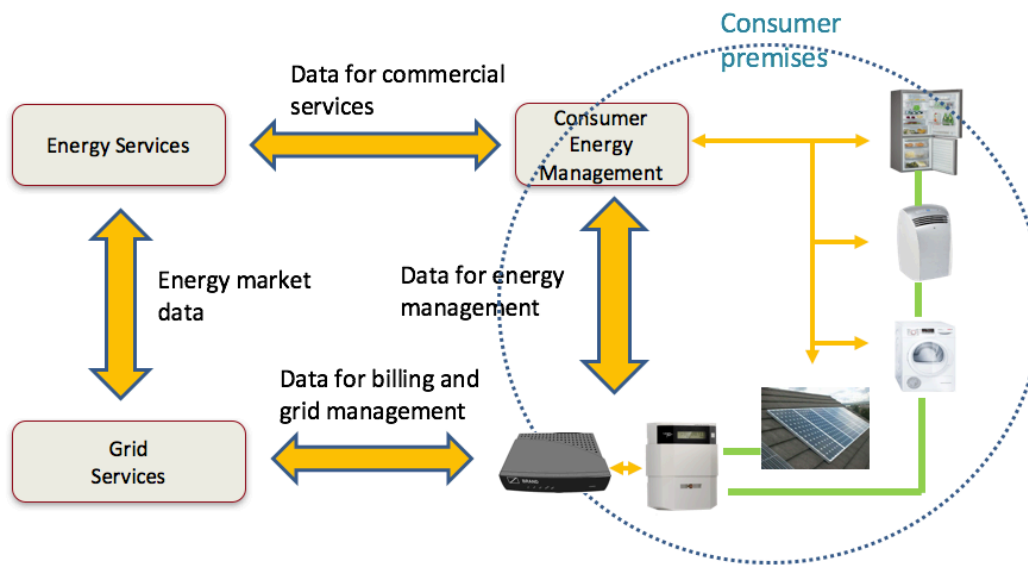 Consumer
premises
Data for commercial
services
Energy Services
Consumer
Energy
Management
Energy market
data
Data for energy
management
Data for billing and
grid management
Grid
Services